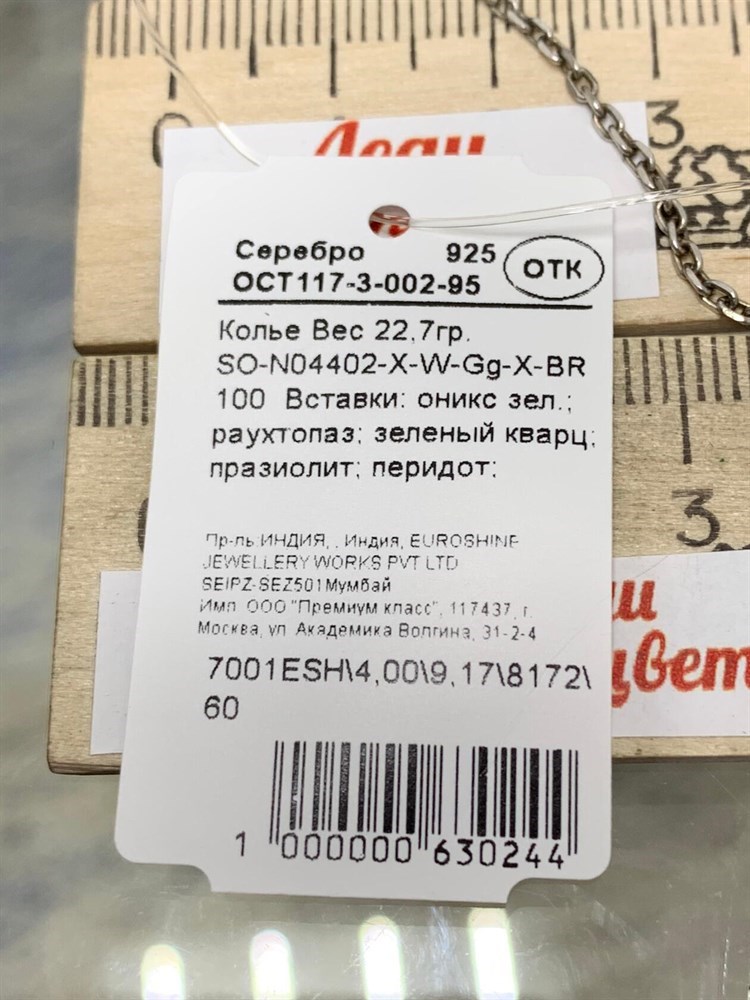 0
Леди
3
Серебро 925
ОСТ117-3-002-95
ОТК
Колье Вес 22,7гр.
SO-N04402-X-W-Gg-X-BR
100 Вставки: оникс зел.;
раухтопаз; зеленый кварц;
празиолит; перидот;
3
Пр-ль ИНДИЯ, , Индия, EUROSHINE
JEWELLERY WORKS PVT LTD
SEIPZ-SEZ501Мумбай
Имп. ООО "Премиум класс", 117437, г.
Москва, ул. Академика Волгина, 31-2-4
7001ESH\4,00\9,17\8172\
60
цвет
1 000000 630244